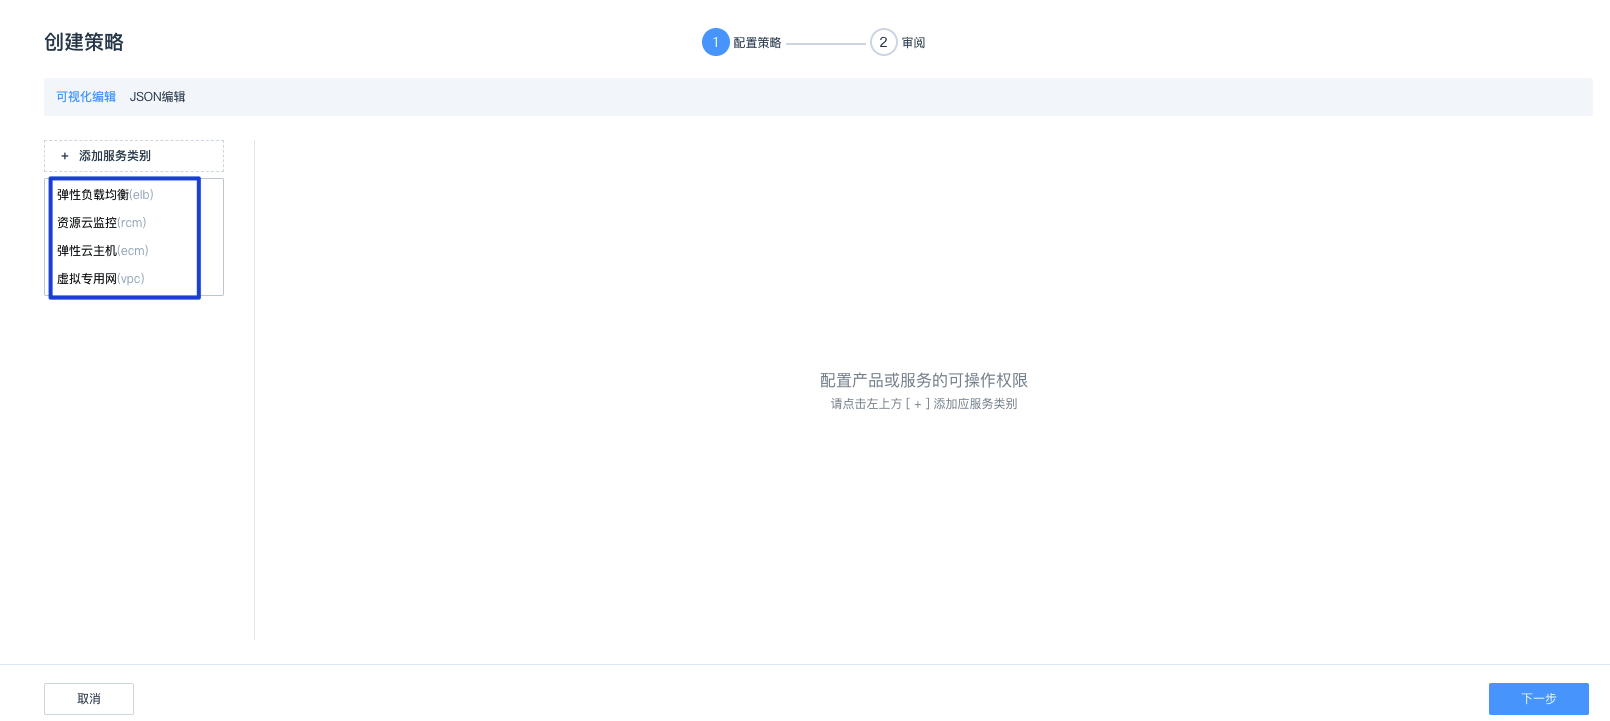 创建策略
1 配置策略 2 审阅
可视化编辑 JSON编辑
+ 添加服务类别
弹性负载均衡(elb)
资源云监控(rcm)
弹性云主机(ecm)
虚拟专用网(vpc)
配置产品或服务的可操作权限
请点击左上方 [ + ] 添加应服务类别
取消 下一步